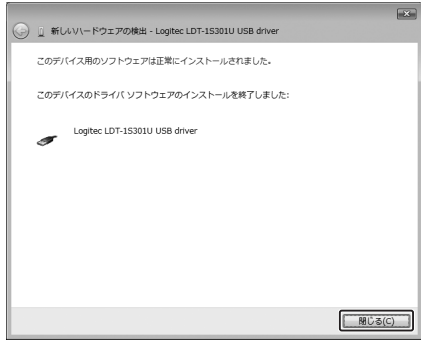 新しいハードウェアの検出 - Logitec LDT-1S301U USB driver
このデバイス用のソフトウェアは正常にインストールされました。
このデバイスのドライバ ソフトウェアのインストールを終了しました:
Logitec LDT-1S301U USB driver
閉じる(C)